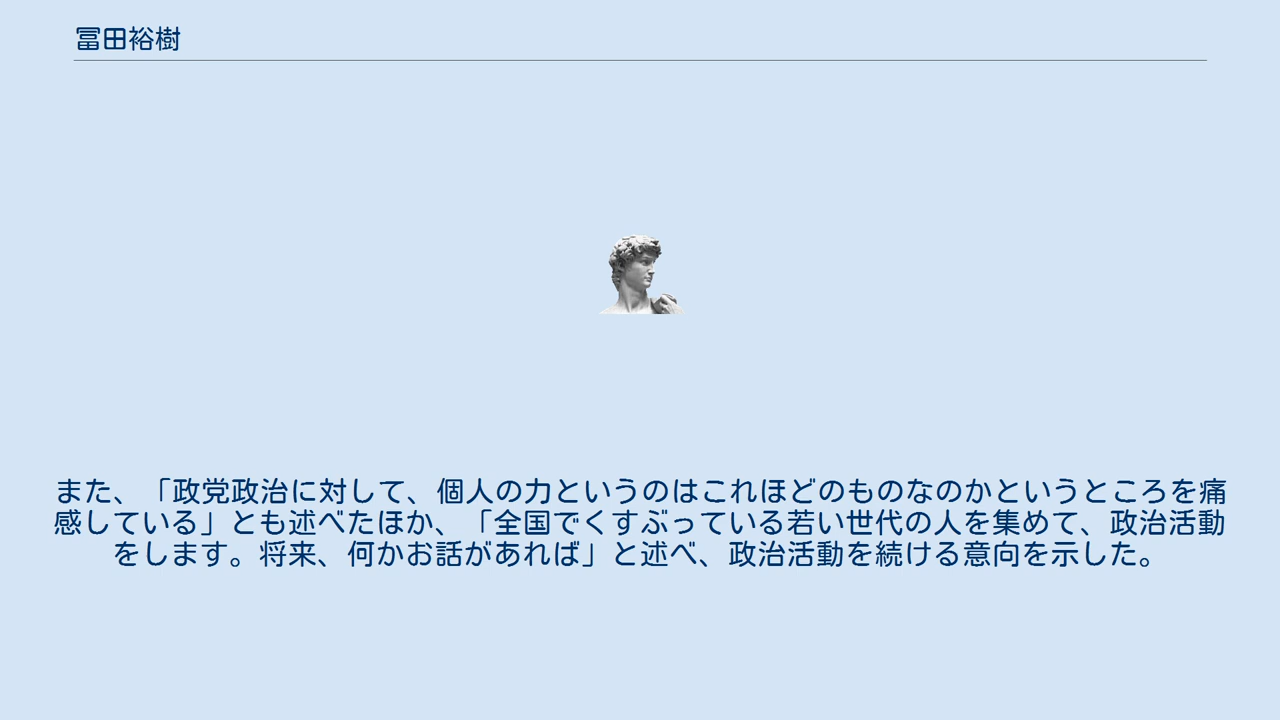 冨田裕樹
また、「政党政治に対して、個人の力というのはこれほどのものなのかというところを痛
感している」とも述べたほか、「全国でくすぶっている若い世代の人を集めて、政治活動
をします。将来、何かお話があれば」と述べ、政治活動を続ける意向を示した。